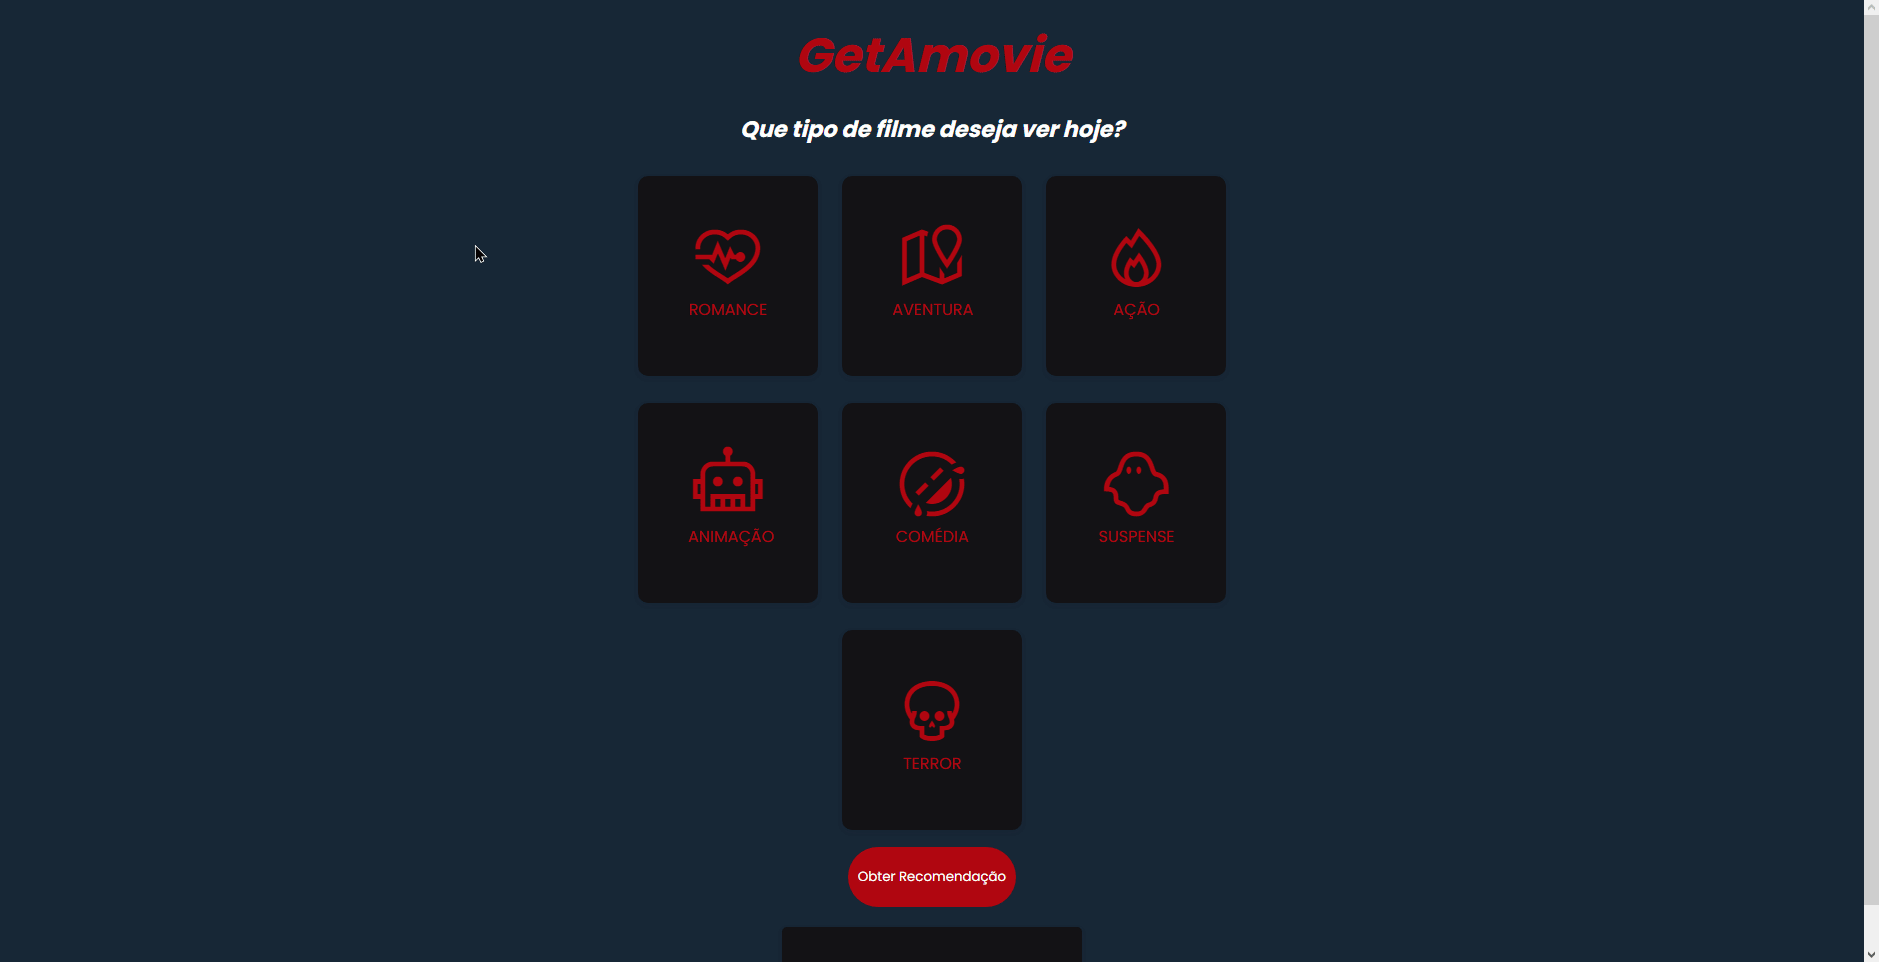 GetAmovie
Que tipo de filme deseja ver hoje?
ROMANCE
AVENTURA
AÇÃO
ANIMAÇÃO
COMÉDIA
SUSPENSE
TERROR
Obter Recomendação